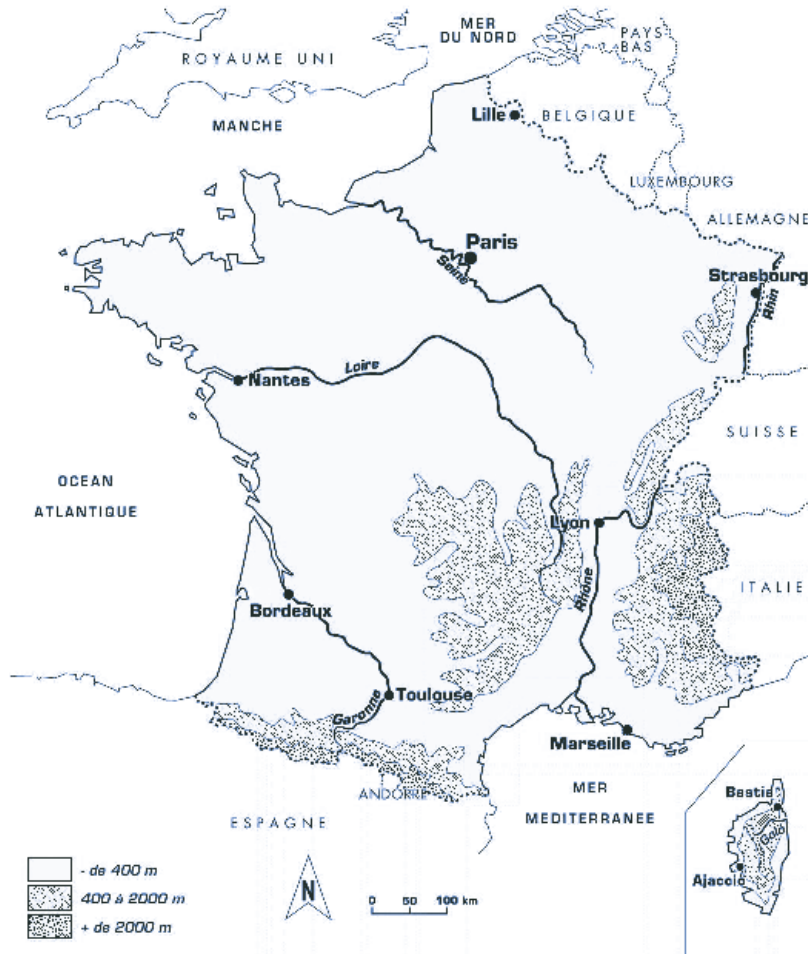 MER
DU NORD
PAYS
BAS
ROYAUME UNI
MANCHE
Lille
BELGIQUE
LUXEMBOURG
ALLEMAGNE
Paris
Seine
Strasbourg
Rhin
Loire
Nantes
SUISSE
OCEAN
ATLANTIQUE
Lyon
Rhône
ITALIE
Bordeaux
Toulouse
Garonne
Marseille
ANDORRE
MER
MEDITERRANEE
ESPAGNE
Bastia
Golo
Ajaccio
- de 400 m
400 à 2000 m
+ de 2000 m
N
0 50 100 km